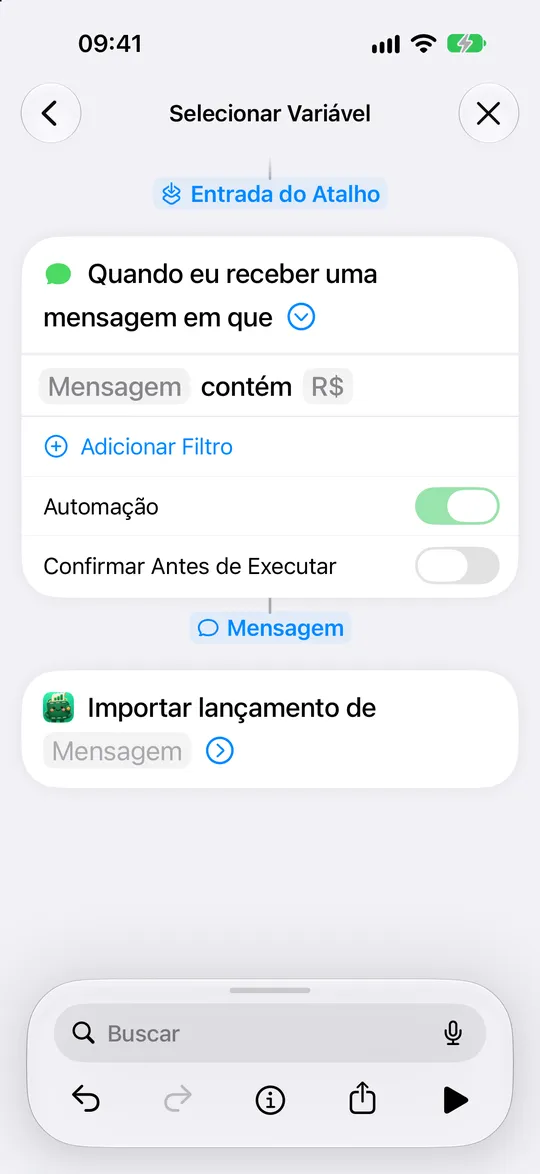 09:41
Selecionar Variável
Entrada do Atalho
Quando eu receber uma
mensagem em que
Mensagem contém R$
Adicionar Filtro
Automação
Confirmar Antes de Executar
Mensagem
Importar lançamento de
Mensagem
Buscar